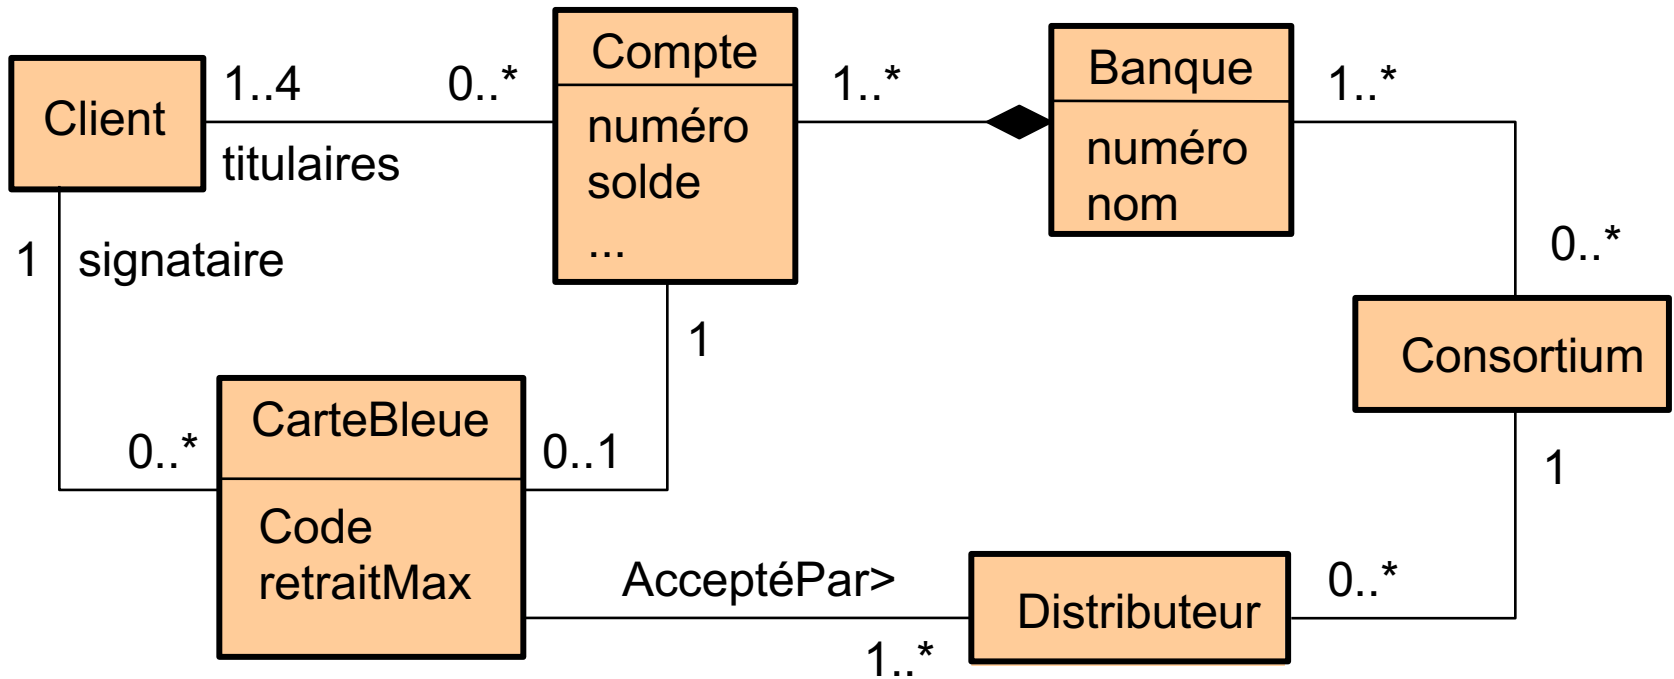 Client
1..4
titulaires
0..*
Compte
numéro
solde
...
1..*
Banque
numéro
nom
1..*
0..*
Consortium
1
signataire
1
0..*
CarteBleue
Code
retraitMax
0..1
AcceptéPar>
1..*
Distributeur
0..*
1